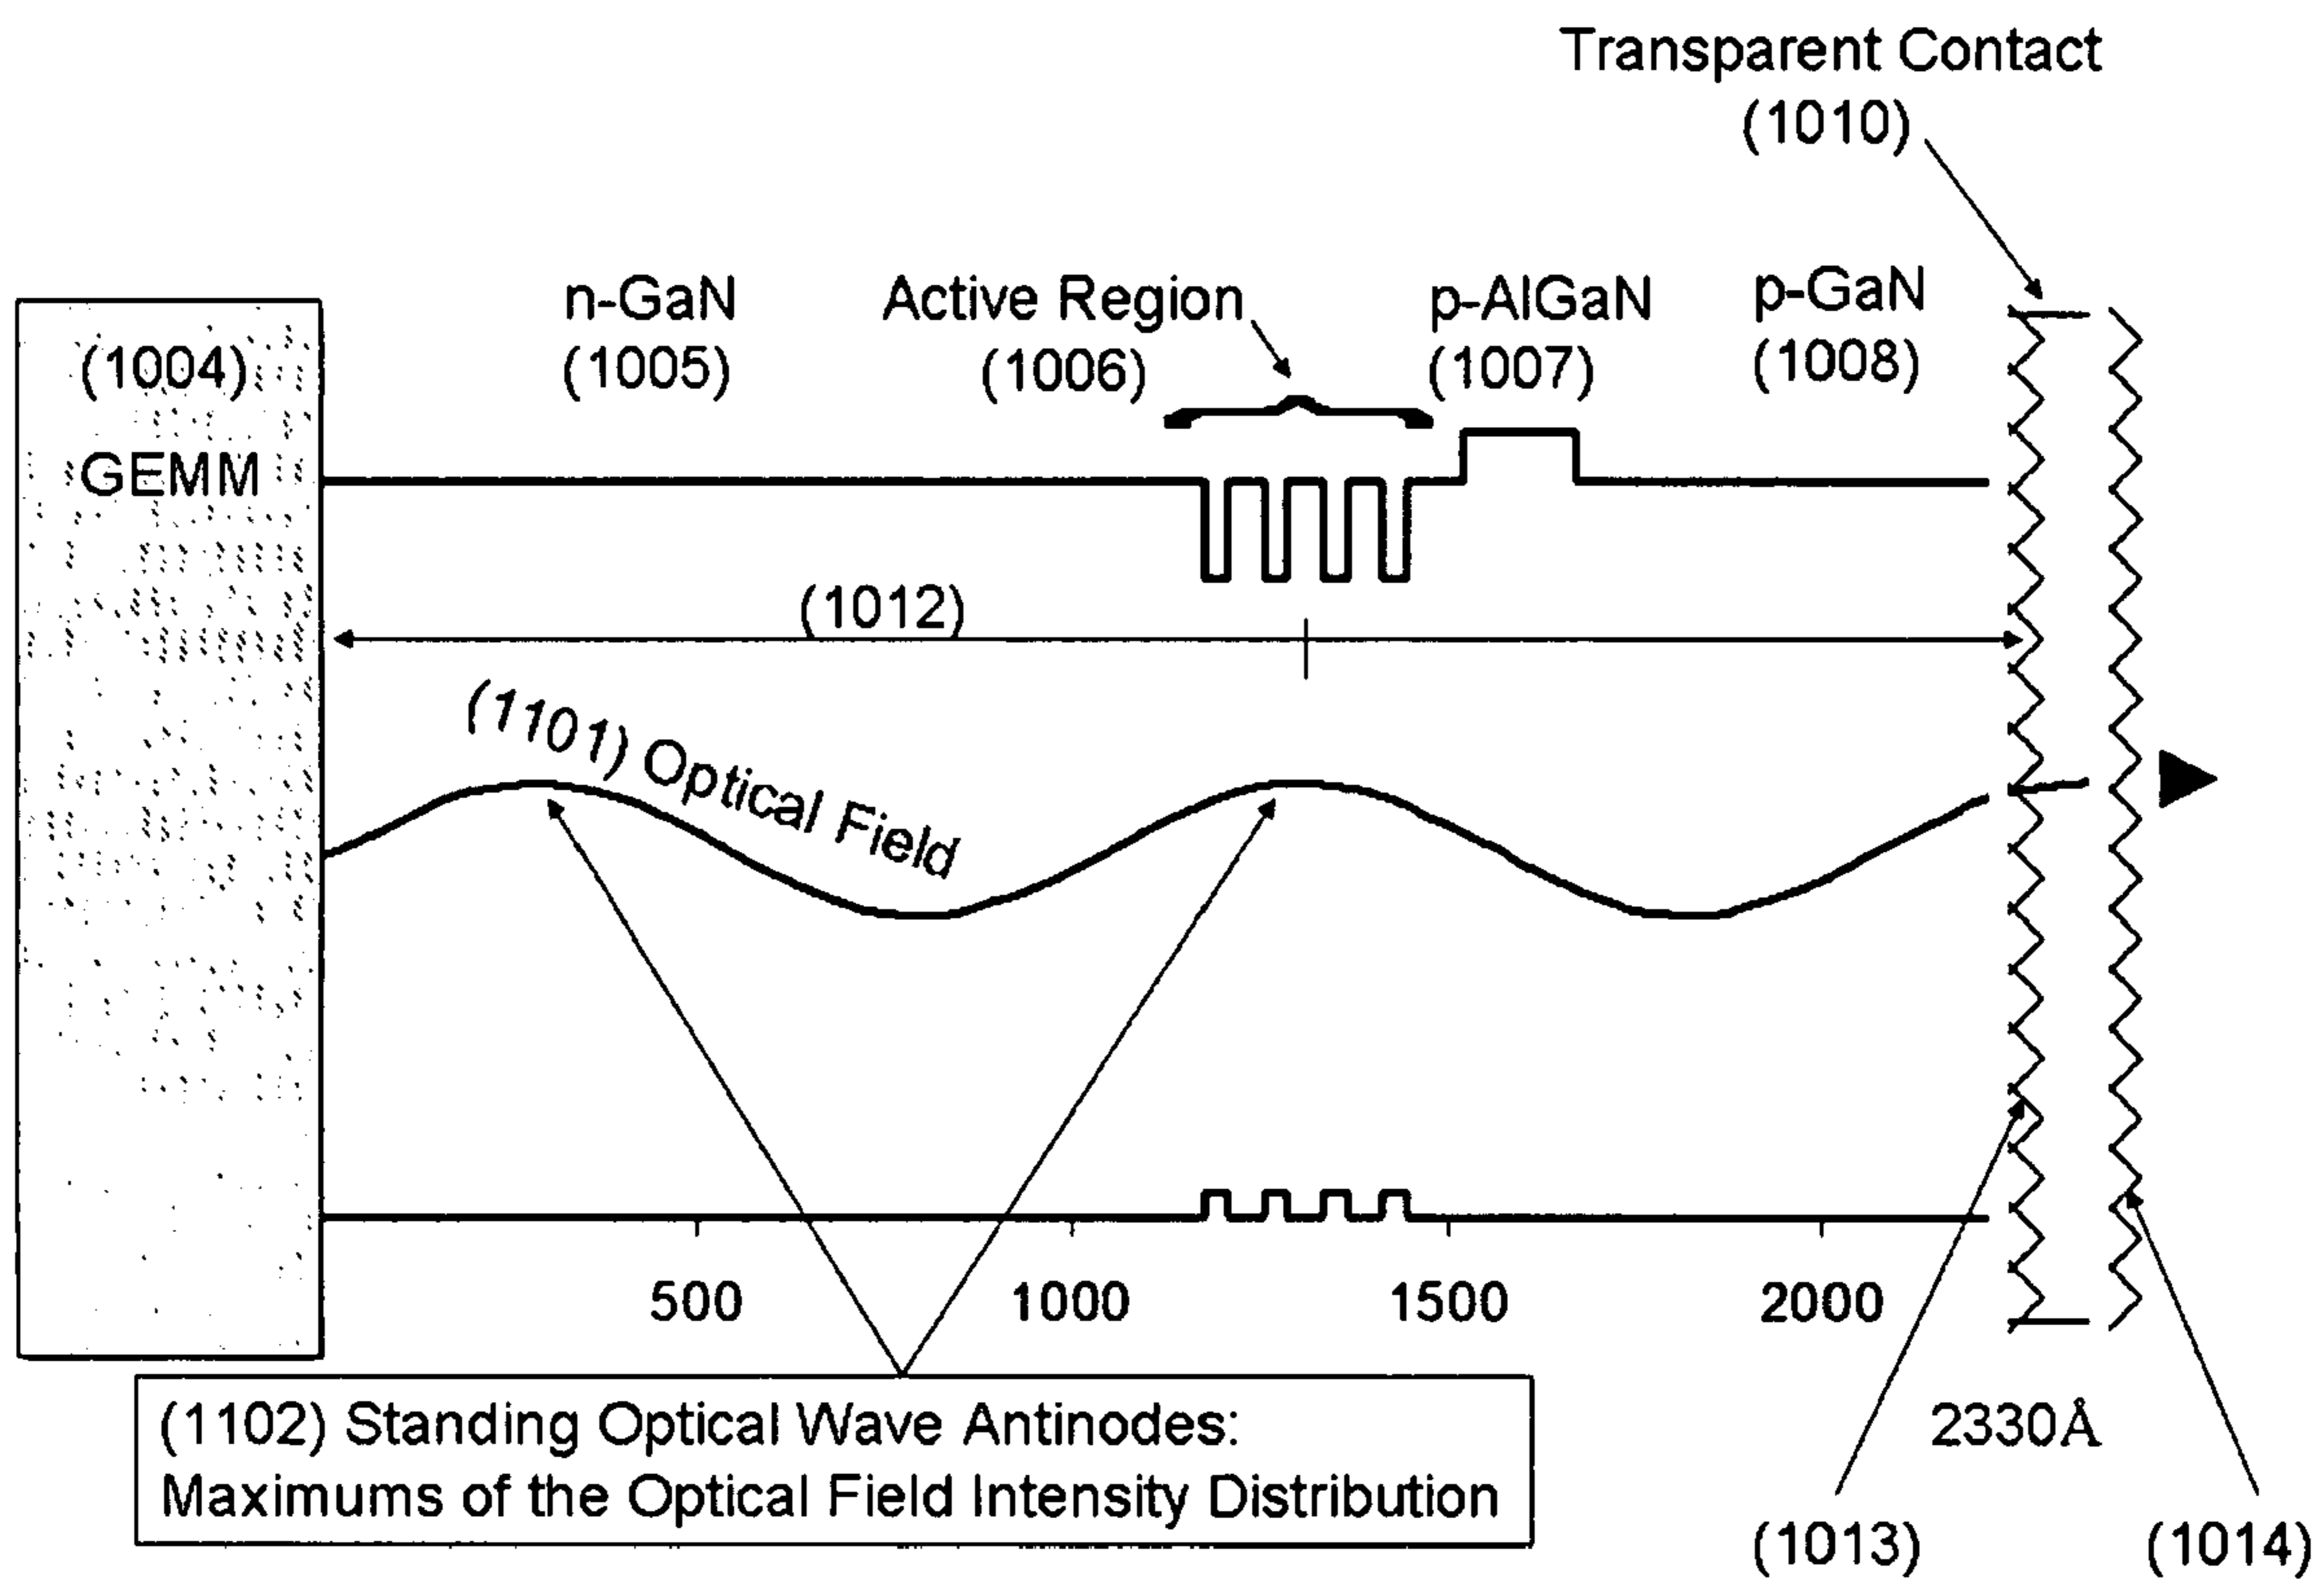 Transparent Contact
(1010)
n-GaN
(1005)
Active Region
(1006)
p-AlGaN
(1007)
p-GaN
(1008)
(1004)
GEMM
(1012)
(1101) Optical Field
500
1000
1500
2000
2330Å
(1102) Standing Optical Wave Antinodes:
Maximums of the Optical Field Intensity Distribution
(1013)
(1014)